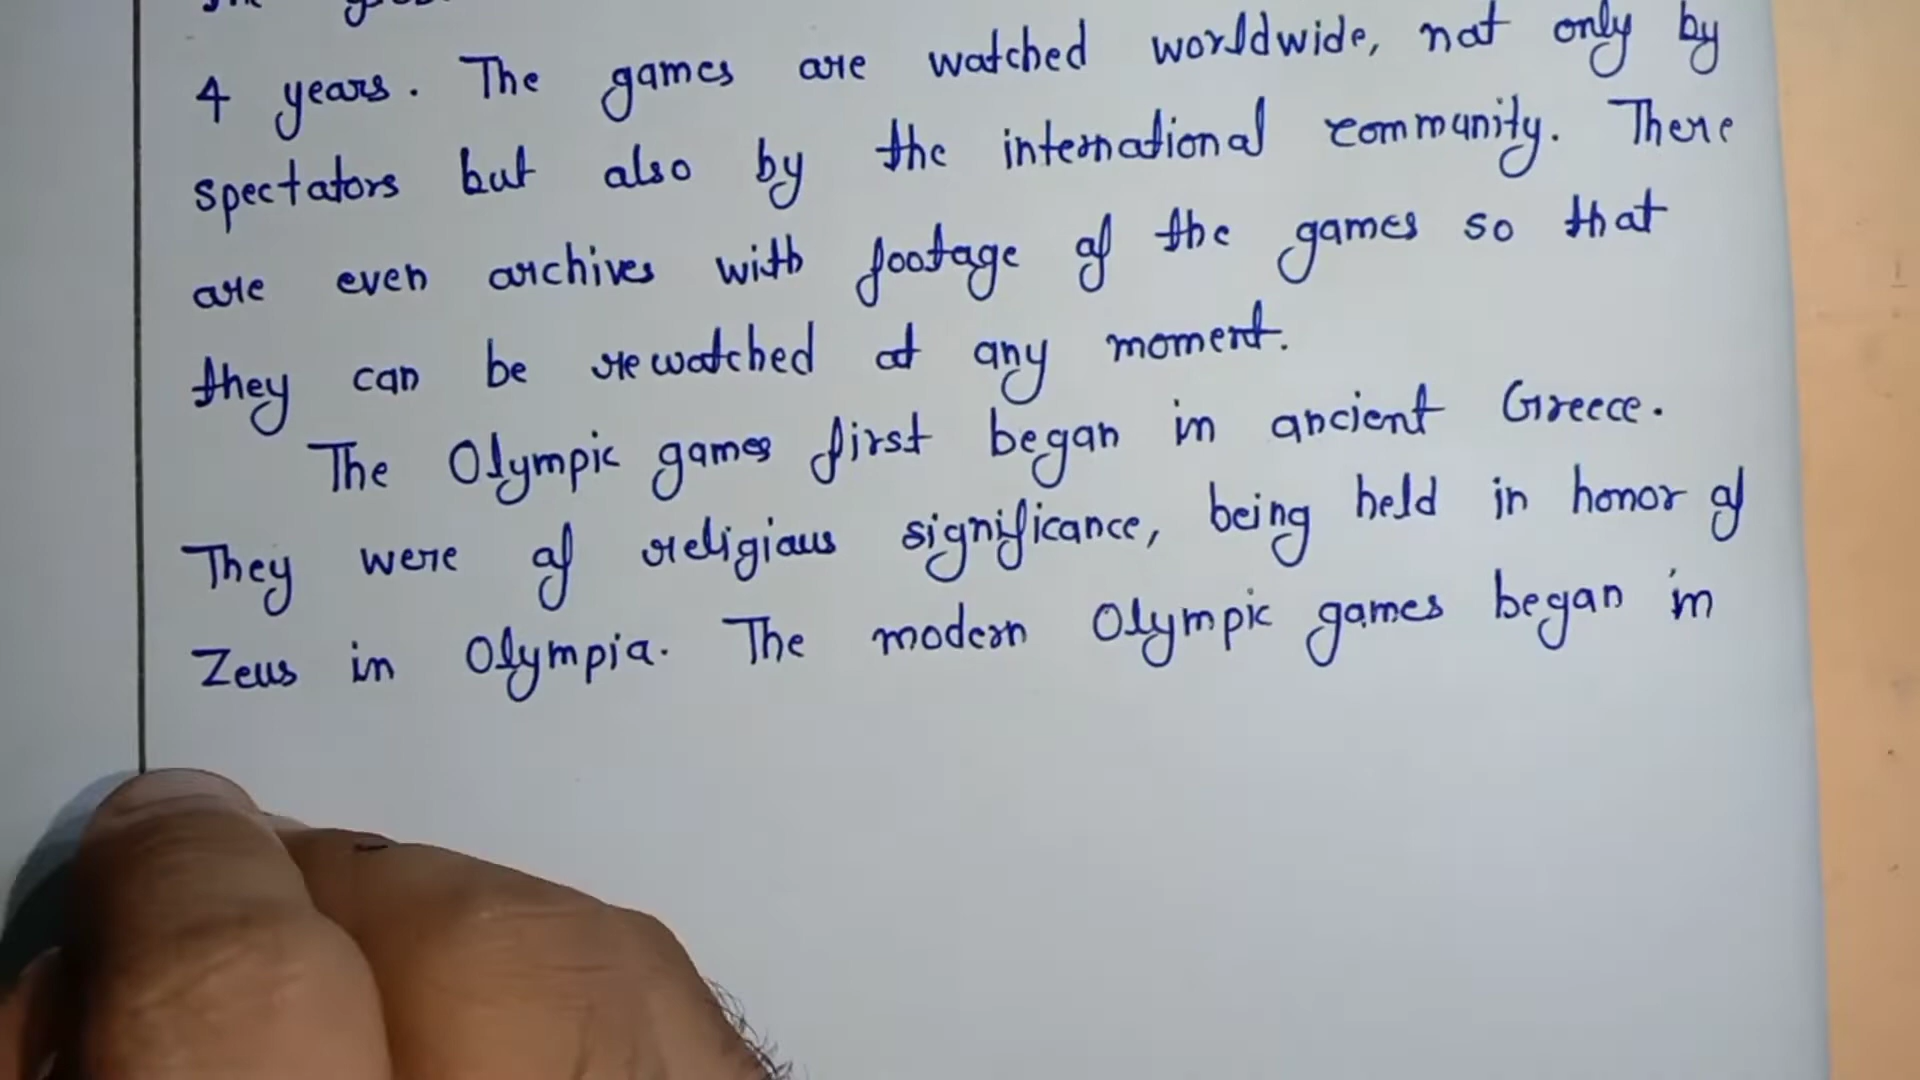 4 years. The games are watched worldwide, not only by
spectators but also by the international community. There
are even archives with footage of the games so that
they can be rewatched at any moment.
The Olympic games first began in ancient Greece.
They were of religious significance, being held in honor of
Zeus in Olympia. The modern Olympic games began in